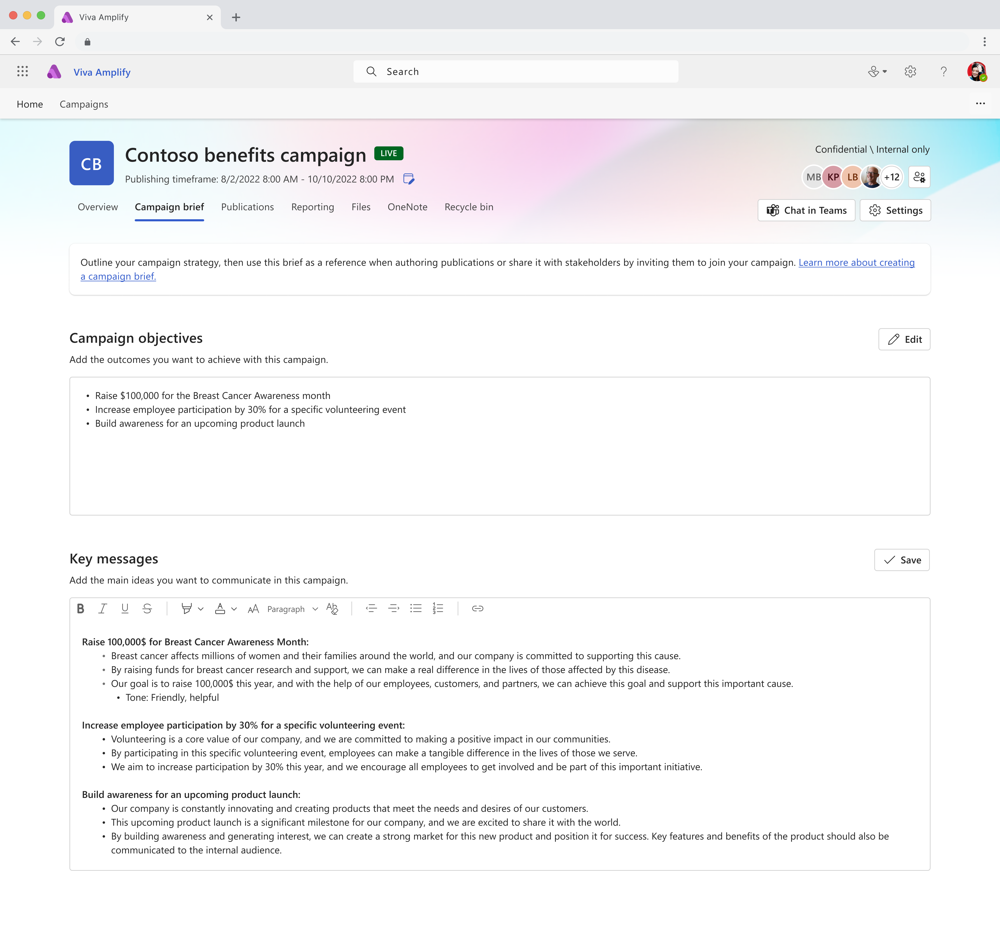 Viva Amplify
Viva Amplify
Search
Home Campaigns
CB
Contoso benefits campaign LIVE
Publishing timeframe: 8/2/2022 8:00 AM - 10/10/2022 8:00 PM
Confidential \ Internal only
MB KP LB +12
Overview Campaign brief Publications Reporting Files OneNote Recycle bin
Chat in Teams Settings
Outline your campaign strategy, then use this brief as a reference when authoring publications or share it with stakeholders by inviting them to join your campaign. Learn more about creating
a campaign brief.
Campaign objectives
Edit
Add the outcomes you want to achieve with this campaign.
• Raise $100,000 for the Breast Cancer Awareness month
• Increase employee participation by 30% for a specific volunteering event
• Build awareness for an upcoming product launch
Key messages
Save
Add the main ideas you want to communicate in this campaign.
B I U S A AA Paragraph Ab 1 2 3
Raise 100,000$ for Breast Cancer Awareness Month:
• Breast cancer affects millions of women and their families around the world, and our company is committed to supporting this cause.
• By raising funds for breast cancer research and support, we can make a real difference in the lives of those affected by this disease.
• Our goal is to raise 100,000$ this year, and with the help of our employees, customers, and partners, we can achieve this goal and support this important cause.
• Tone: Friendly, helpful
Increase employee participation by 30% for a specific volunteering event:
• Volunteering is a core value of our company, and we are committed to making a positive impact in our communities.
• By participating in this specific volunteering event, employees can make a tangible difference in the lives of those we serve.
• We aim to increase participation by 30% this year, and we encourage all employees to get involved and be part of this important initiative.
Build awareness for an upcoming product launch:
• Our company is constantly innovating and creating products that meet the needs and desires of our customers.
• This upcoming product launch is a significant milestone for our company, and we are excited to share it with the world.
• By building awareness and generating interest, we can create a strong market for this new product and position it for success. Key features and benefits of the product should also be
communicated to the internal audience.